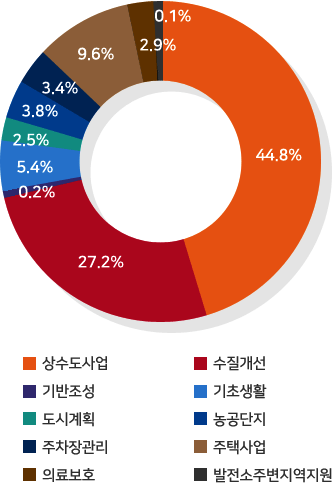 0.1%
2.9%
9.6%
3.4%
3.8%
2.5%
5.4%
0.2%
44.8%
27.2%
상수도사업 수질개선
기반조성 기초생활
도시계획 농공단지
주차장관리 주택사업
의료보호 발전소주변지역지원